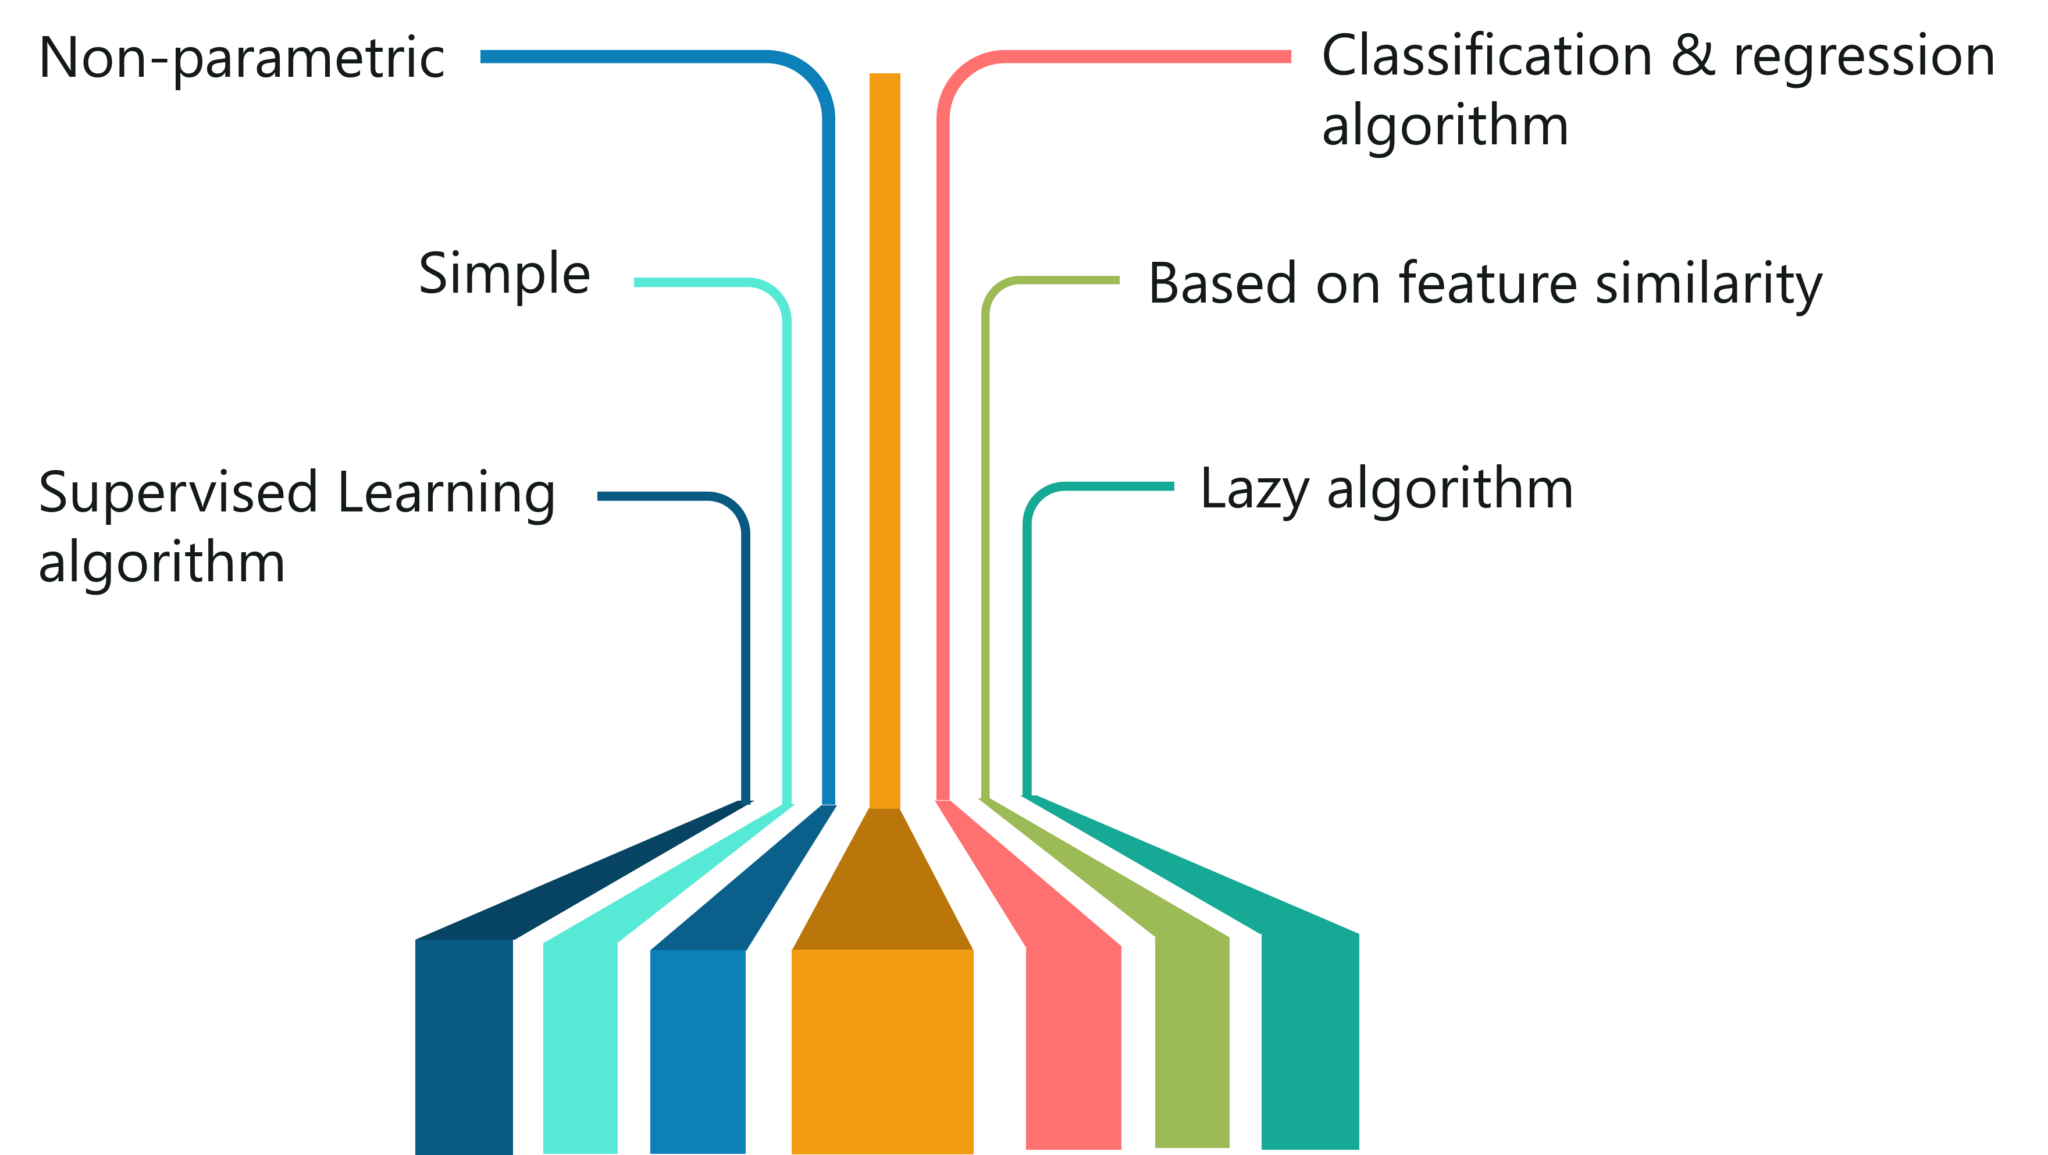 Non-parametric
Classification & regression
algorithm
Simple
Based on feature similarity
Supervised Learning
algorithm
Lazy algorithm